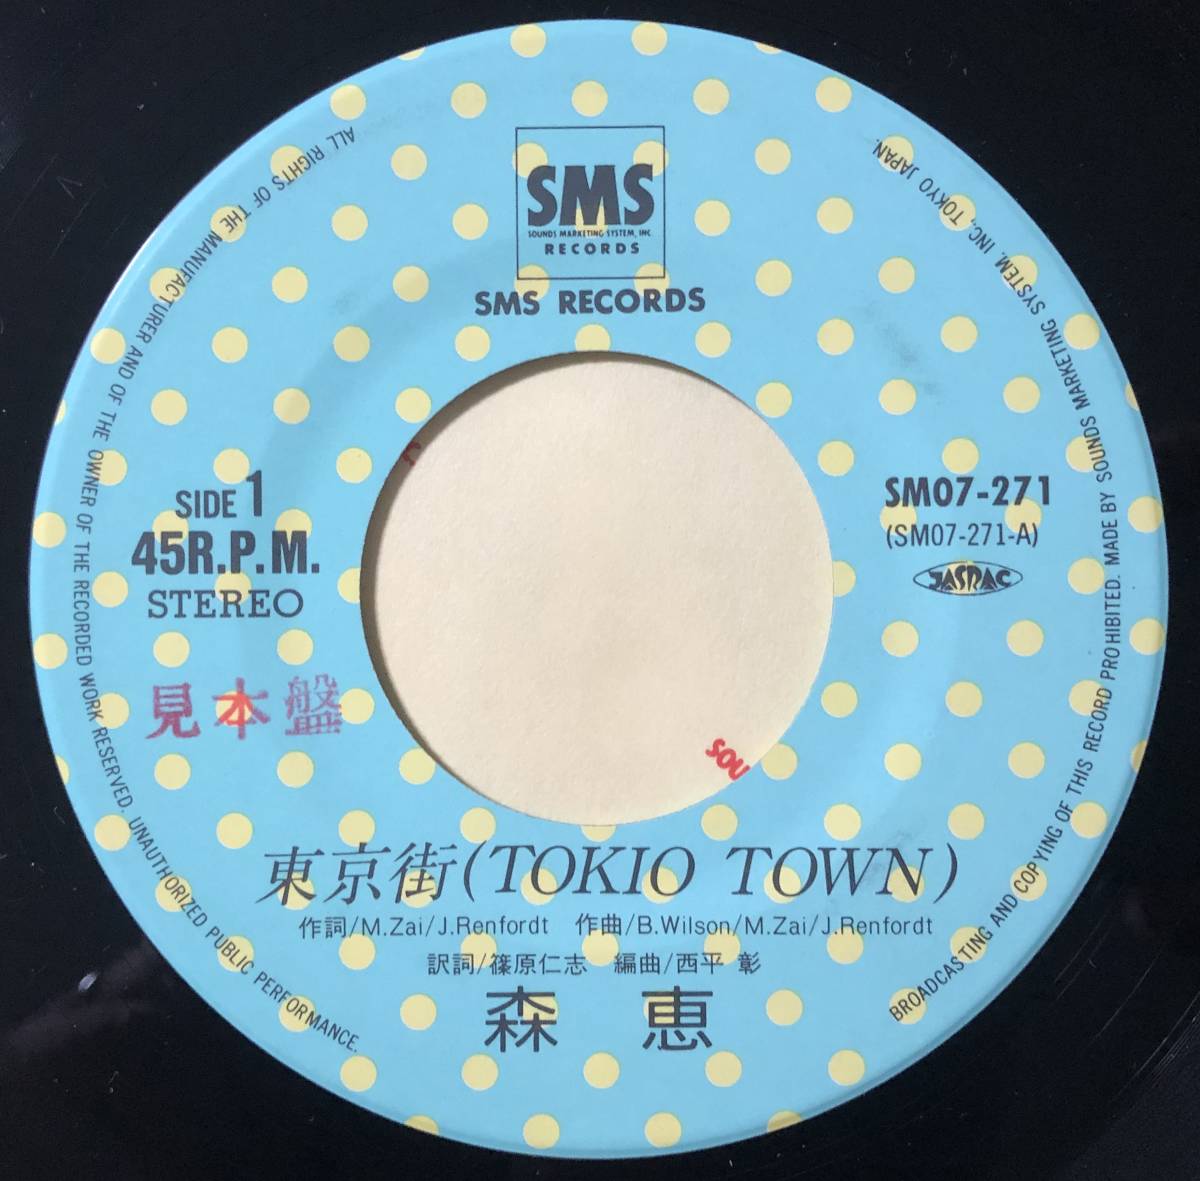 SMS
SOUNDS MARKETING SYSTEM, INC.
RECORDS
SMS RECORDS
SIDE 1
45R.P.M.
STEREO
見本盤
SM07-271
(SM07-271-A)
JASRAC
SOU
東京街(TOKIO TOWN)
作詞/M.Zai/J.Renfordt 作曲/B.Wilson/M.Zai/J.Renfordt
訳詞/篠原仁志 編曲/西平 彰
森 恵
ALL RIGHTS OF THE MANUFACTURER AND OF THE OWNER OF THE RECORDED WORK RESERVED. UNAUTHORIZED PUBLIC PERFORMANCE.
BROADCASTING AND COPYING OF THIS RECORD PROHIBITED. MADE BY SOUNDS MARKETING SYSTEM, INC., TOKYO JAPAN.